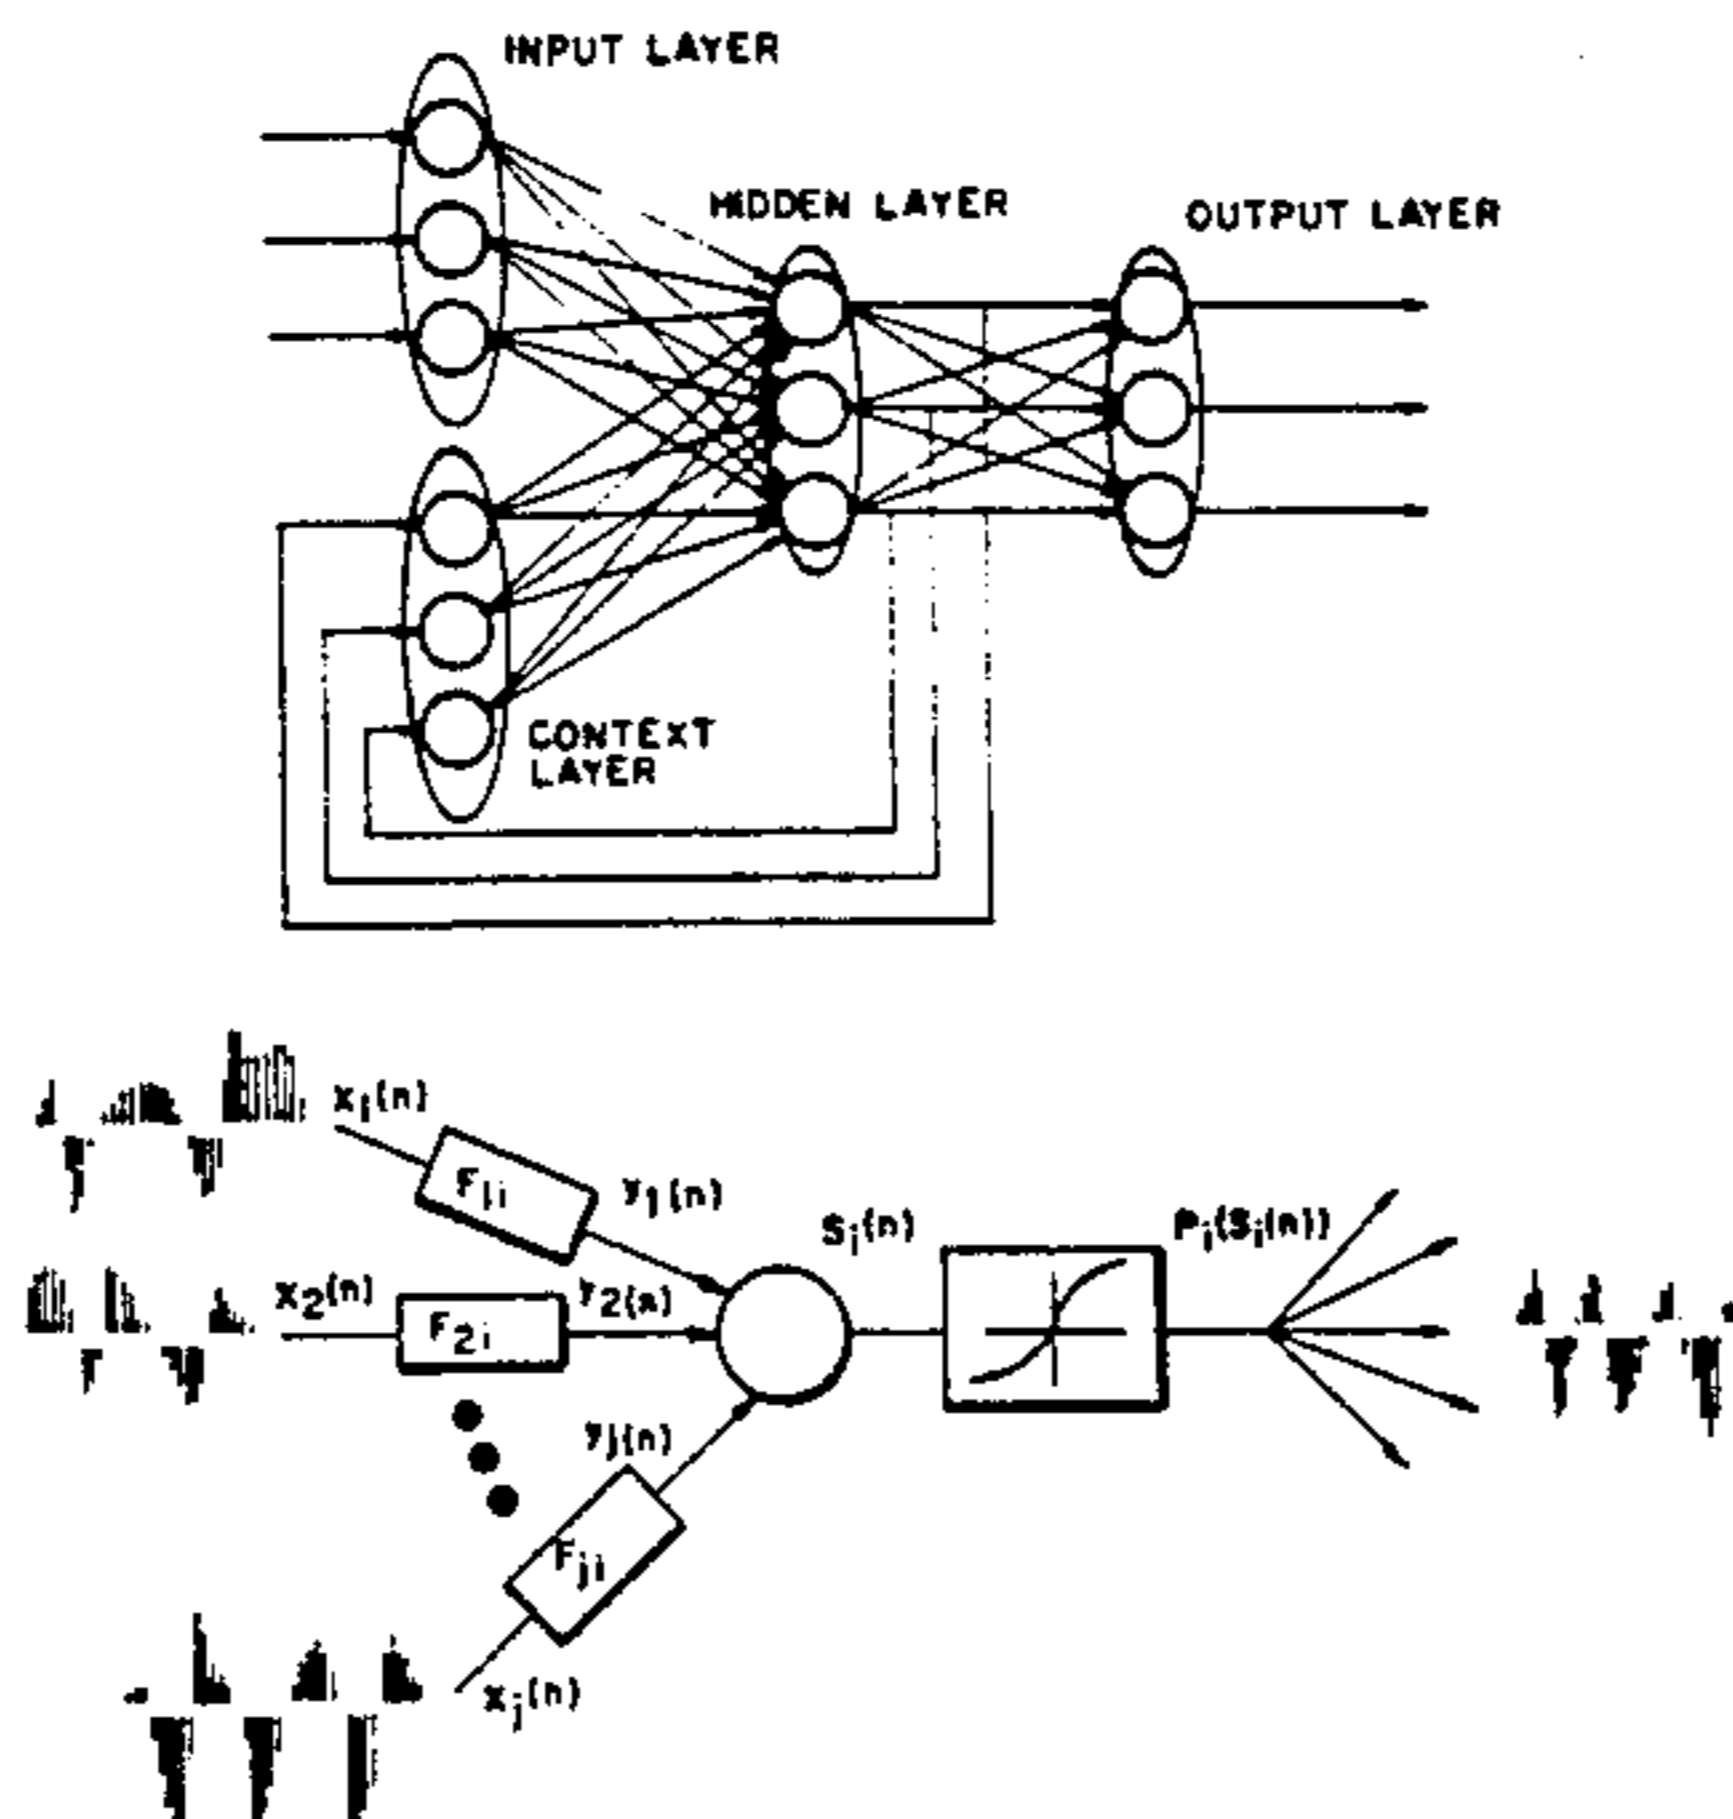 INPUT LAYER
HIDDEN LAYER
OUTPUT LAYER
CONTEXT
LAYER
x1(n)
F1i
y1(n)
Si(n)
Pi(Si(n))
x2(n)
F2i
y2(n)
yj(n)
Fji
xj(n)